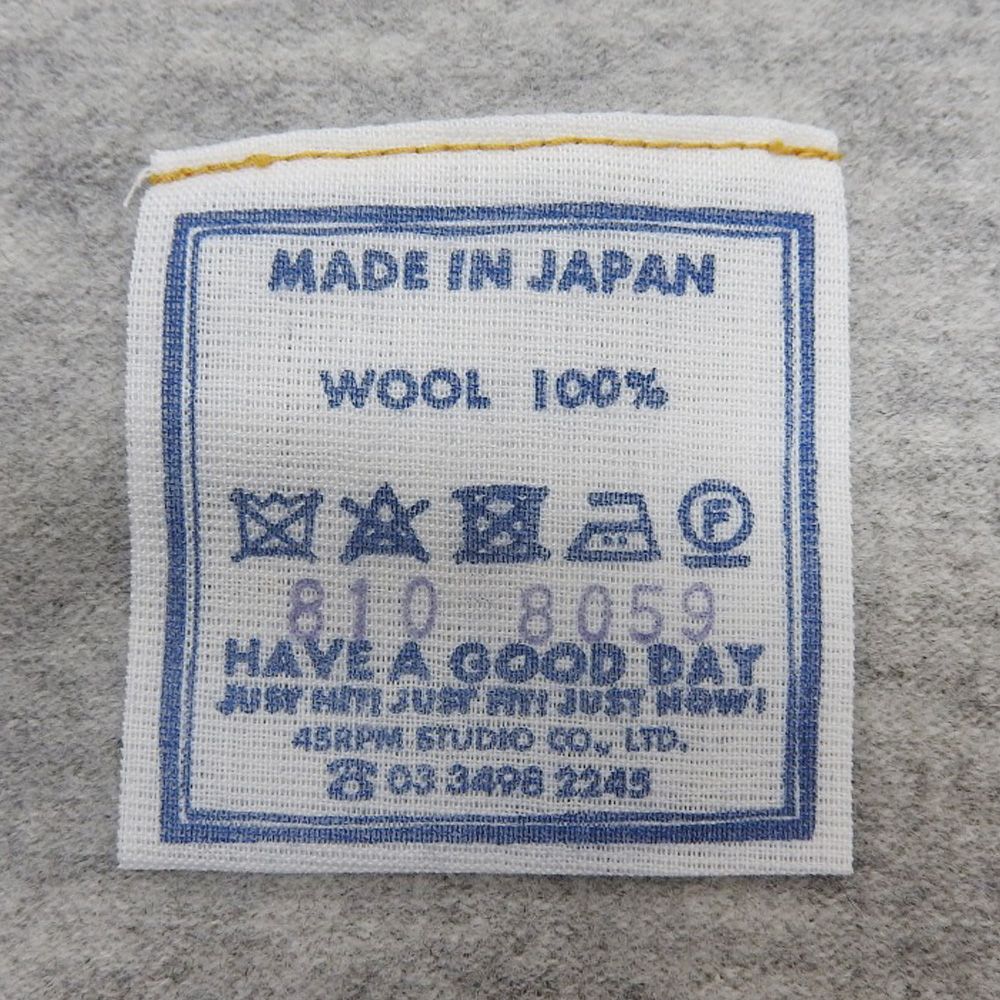 MADE IN JAPAN
WOOL 100%
F
810 8059
HAVE A GOOD DAY
JUST HIT! JUST FIT! JUST NOW!
45RPM STUDIO CO., LTD.
☎ 03 3498 2245